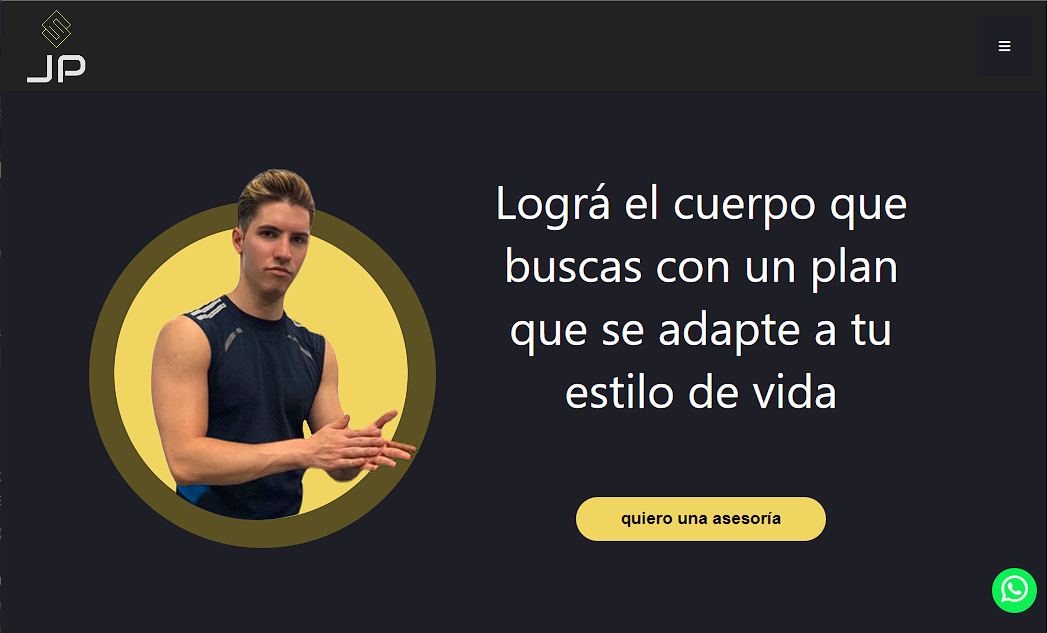 JP
Lográ el cuerpo que
buscas con un plan
que se adapte a tu
estilo de vida
quiero una asesoría